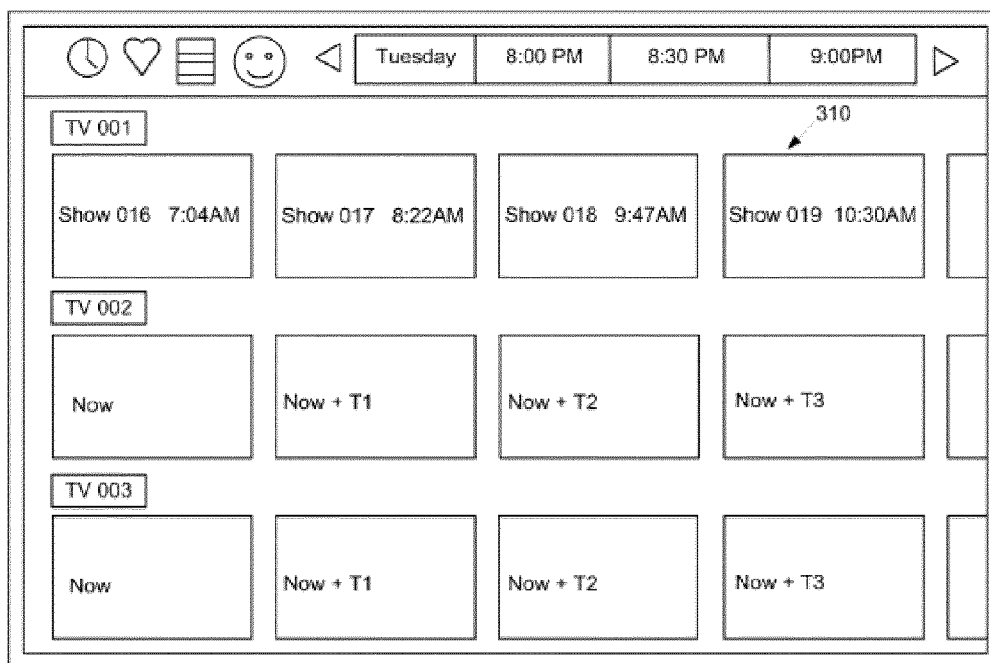 Tuesday 8:00 PM 8:30 PM 9:00PM
310
TV 001
Show 016 7:04AM Show 017 8:22AM Show 018 9:47AM Show 019 10:30AM
TV 002
Now Now + T1 Now + T2 Now + T3
TV 003
Now Now + T1 Now + T2 Now + T3